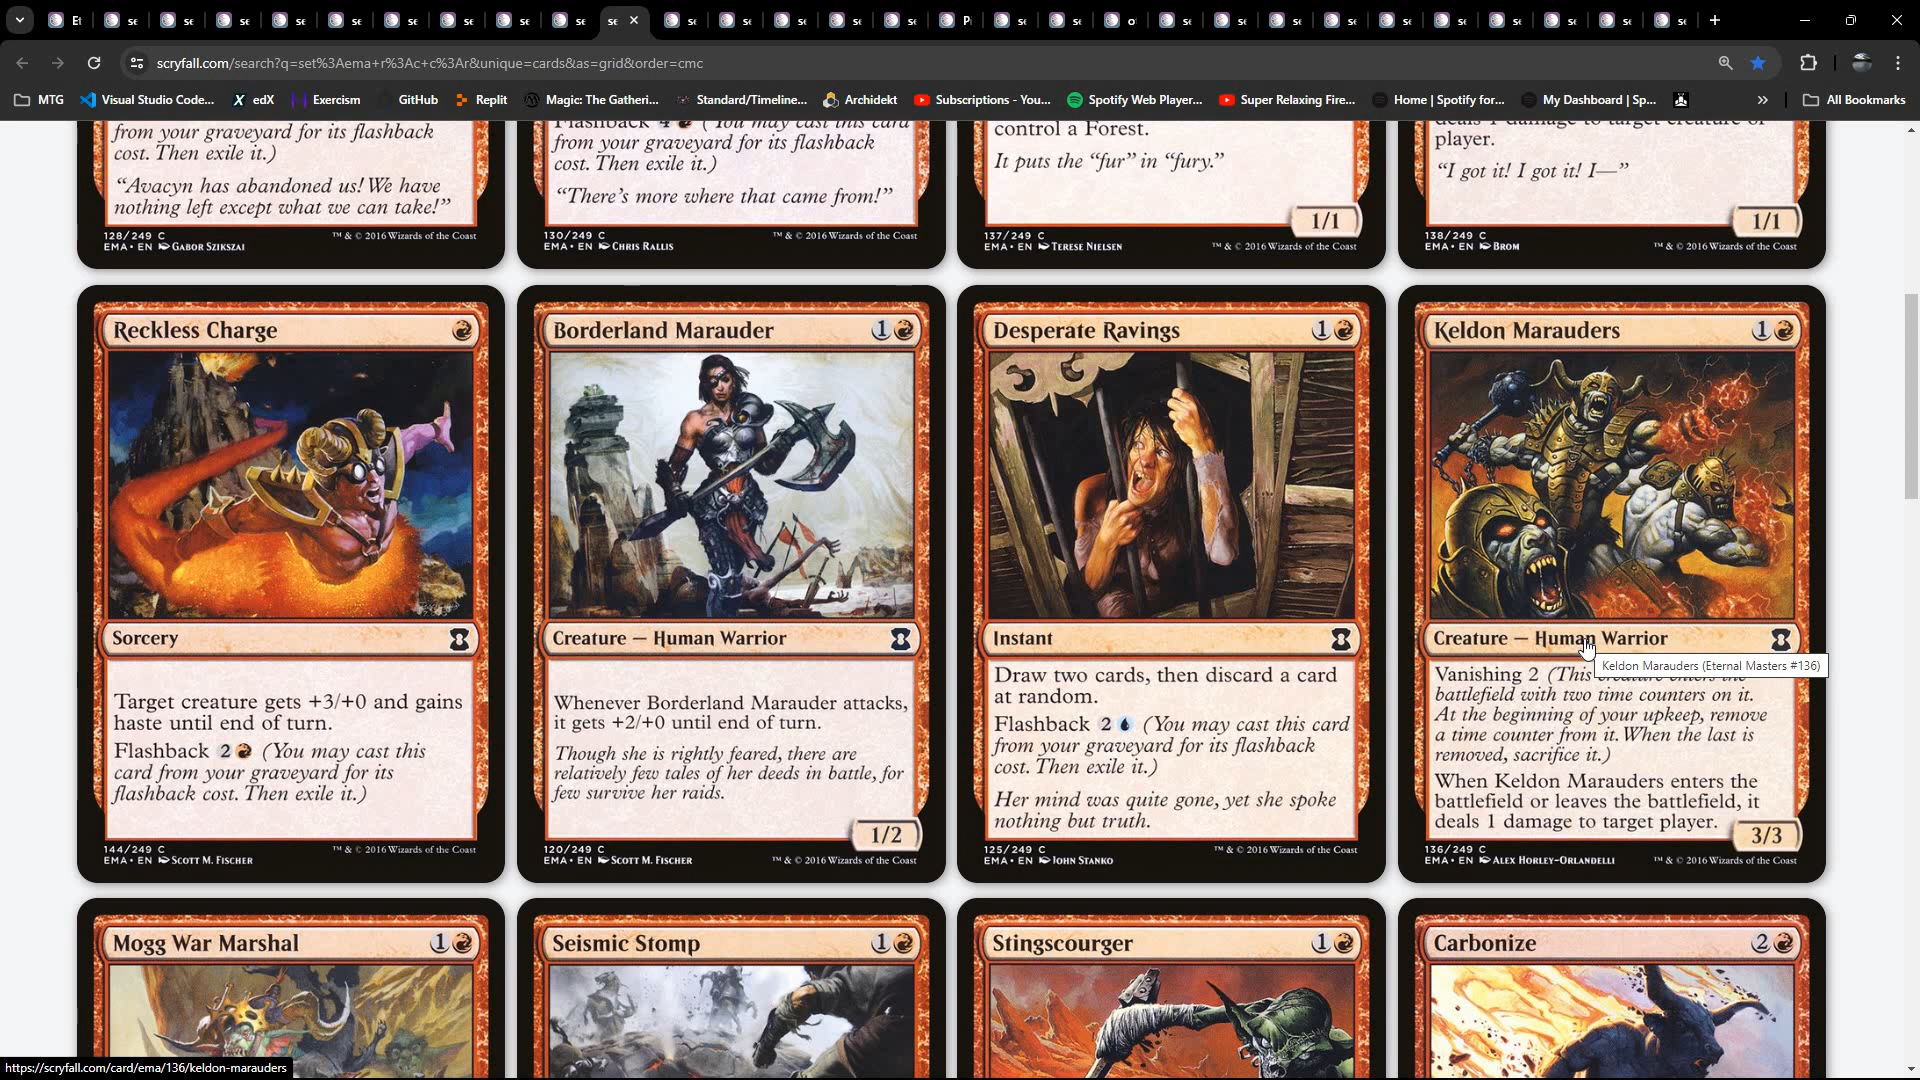 scryfall.com/search?q=set%3Aema+r%3Ac+c%3Ar&unique=cards&as=grid&order=cmc
MTG
Visual Studio Code...
edX
Exercism
GitHub
Replit
Magic: The Gatheri...
Standard/Timeline...
Archidekt
Subscriptions - You...
Spotify Web Player...
Super Relaxing Fire...
Home | Spotify for...
My Dashboard | Sp...
»
All Bookmarks
from your graveyard for its flashback
cost. Then exile it.)
“Avacyn has abandoned us! We have
nothing left except what we can take!”
128/249 C
EMA • EN GABOR SZIKSZAI
™ & © 2016 Wizards of the Coast
Flashback 4 (You may cast this card
from your graveyard for its flashback
cost. Then exile it.)
“There’s more where that came from!”
130/249 C
EMA • EN CHRIS RALLIS
™ & © 2016 Wizards of the Coast
control a Forest.
It puts the “fur” in “fury.”
1/1
137/249 C
EMA • EN TERESE NIELSEN
™ & © 2016 Wizards of the Coast
deals 1 damage to target creature or
player.
“I got it! I got it! I—”
1/1
138/249 C
EMA • EN BROM
™ & © 2016 Wizards of the Coast
Reckless Charge
Sorcery
Target creature gets +3/+0 and gains
haste until end of turn.
Flashback 2 (You may cast this
card from your graveyard for its
flashback cost. Then exile it.)
144/249 C
EMA • EN SCOTT M. FISCHER
™ & © 2016 Wizards of the Coast
Borderland Marauder 1
Creature — Human Warrior
Whenever Borderland Marauder attacks,
it gets +2/+0 until end of turn.
Though she is rightly feared, there are
relatively few tales of her deeds in battle, for
few survive her raids.
1/2
120/249 C
EMA • EN SCOTT M. FISCHER
™ & © 2016 Wizards of the Coast
Desperate Ravings 1
Instant
Draw two cards, then discard a card
at random.
Flashback 2 (You may cast this card
from your graveyard for its flashback
cost. Then exile it.)
Her mind was quite gone, yet she spoke
nothing but truth.
125/249 C
EMA • EN JOHN STANKO
™ & © 2016 Wizards of the Coast
Keldon Marauders 1
Creature — Human Warrior
Keldon Marauders (Eternal Masters #136)
Vanishing 2 (This creature enters the
battlefield with two time counters on it.
At the beginning of your upkeep, remove
a time counter from it. When the last is
removed, sacrifice it.)
When Keldon Marauders enters the
battlefield or leaves the battlefield, it
deals 1 damage to target player.
3/3
136/249 C
EMA • EN ALEX HORLEY-ORLANDELLI
™ & © 2016 Wizards of the Coast
Mogg War Marshal 1
Seismic Stomp 1
Stingscourger 1
Carbonize 2
https://scryfall.com/card/ema/136/keldon-marauders